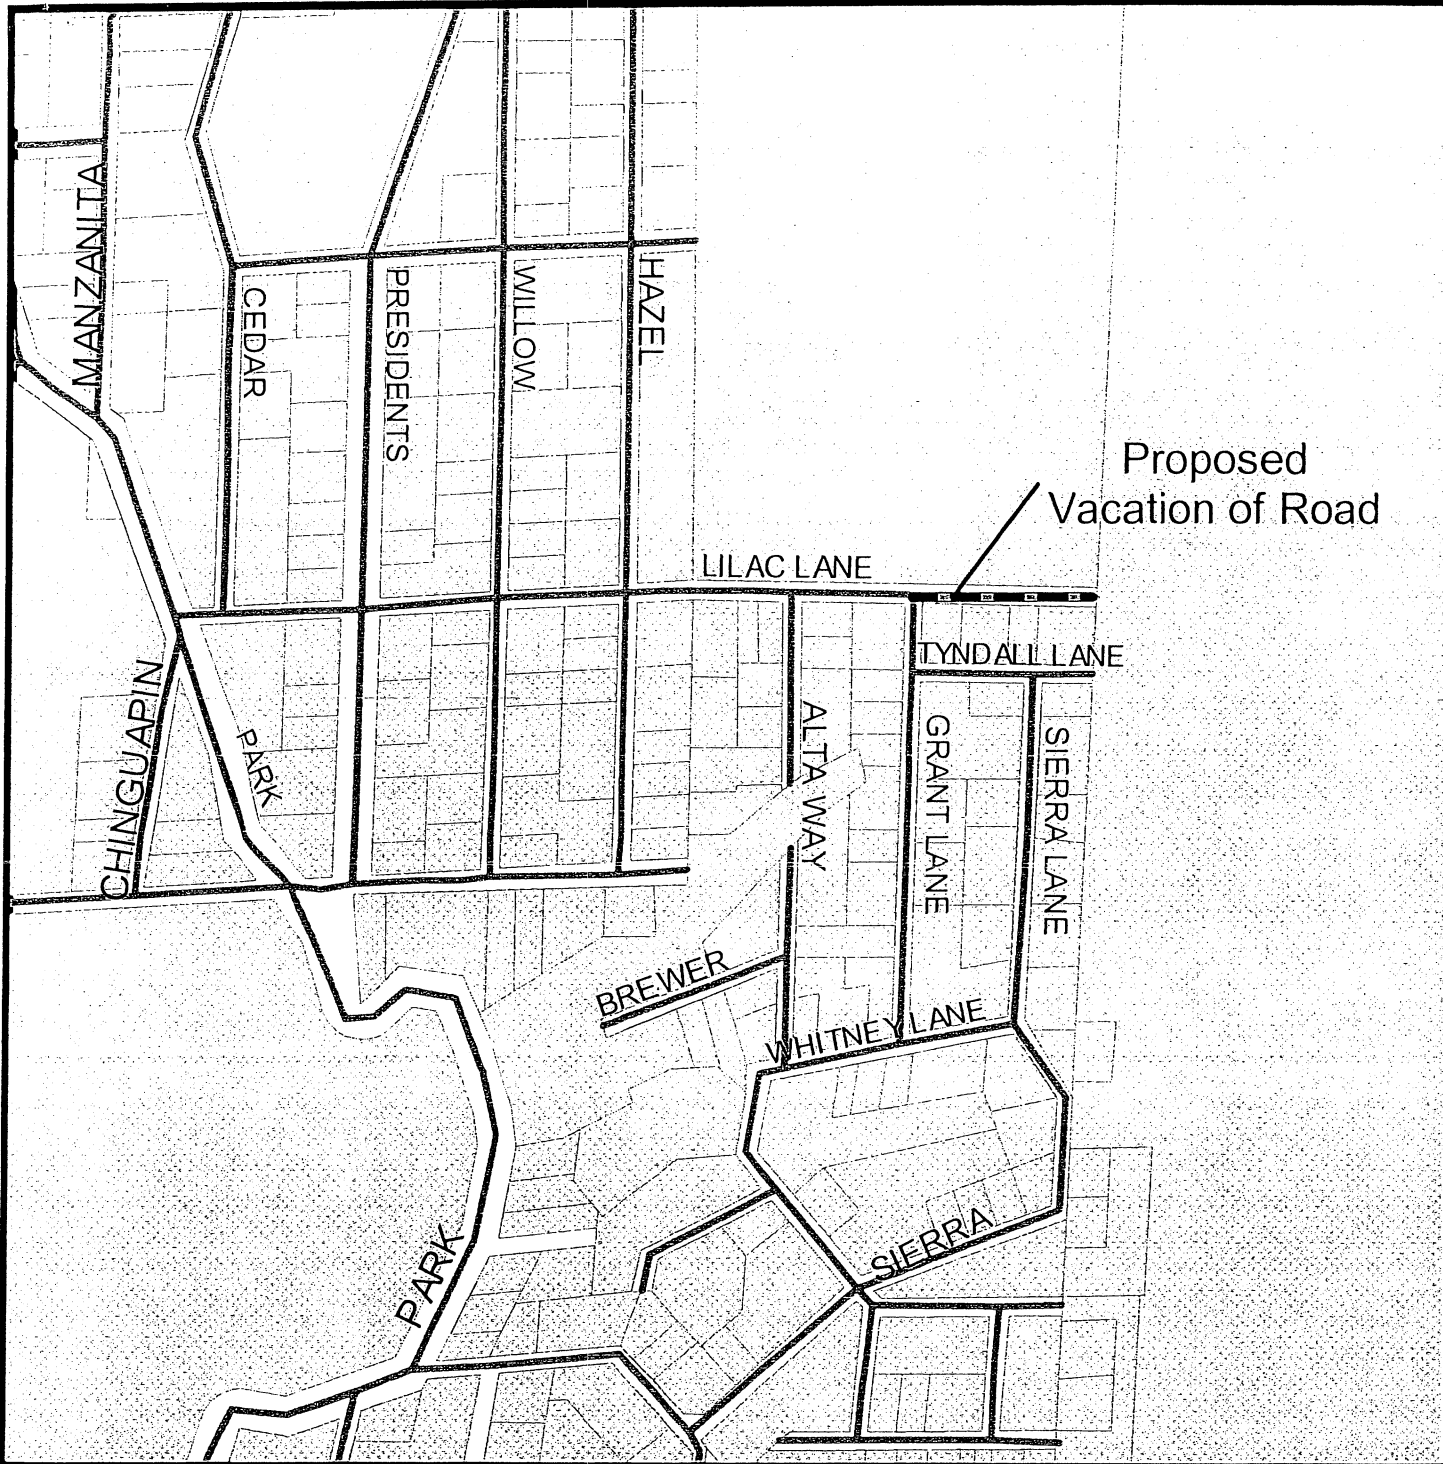 MANZANITA
CEDAR
PRESIDENTS
WILLOW
HAZEL
Proposed
Vacation of Road
LILAC LANE
TYNDALL LANE
CHINGUAPIN
PARK
ALTA WAY
GRANT LANE
SIERRA LANE
BREWER
WHITNEY LANE
SIERRA
PARK